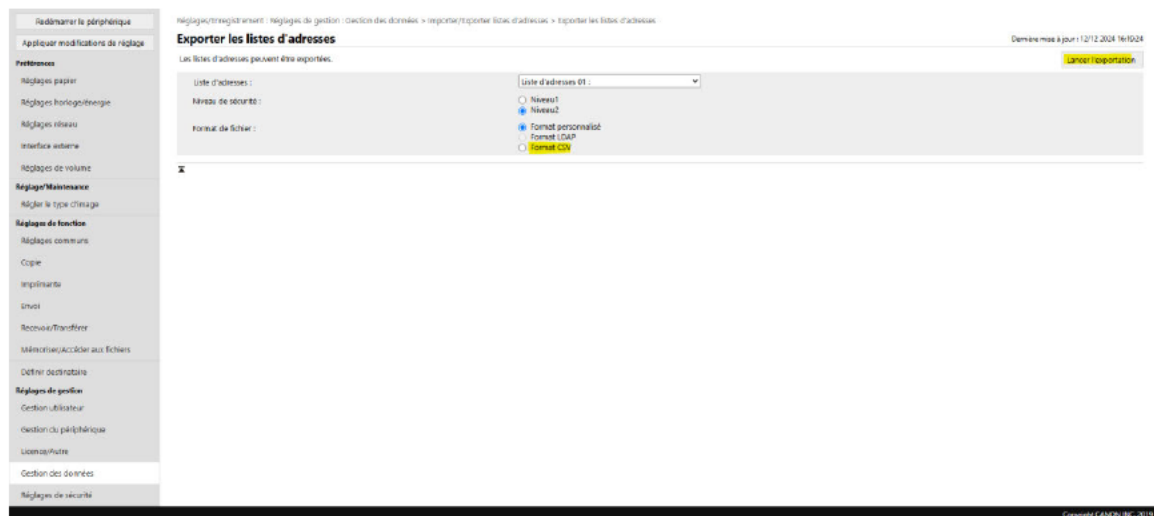 Redémarrer le périphérique
Appliquer modifications de réglage
Préférences
Réglages papier
Réglages horloge/énergie
Réglages réseau
Interface externe
Réglages de volume
Réglage/Maintenance
Régler le type d'image
Réglages de fonction
Réglages communs
Copie
Imprimante
Envoi
Recevoir/Transférer
Mémoriser/Accéder aux fichiers
Définir destinataire
Réglages de gestion
Gestion utilisateur
Gestion du périphérique
Licence/Autre
Gestion des données
Réglages de sécurité
Réglages/Enregistrement : Réglages de gestion : Gestion des données > Importer/Exporter listes d'adresses > Exporter les listes d'adresses
Exporter les listes d'adresses
Dernière mise à jour : 12/12 2024 16:19:24
Les listes d'adresses peuvent être exportées.
Lancer l'exportation
Liste d'adresses :
Liste d'adresses 01 :
Niveau de sécurité :
Niveau1
Niveau2
Format de fichier :
Format personnalisé
Format LDAP
Format CSV
Copyright CANON INC. 2019